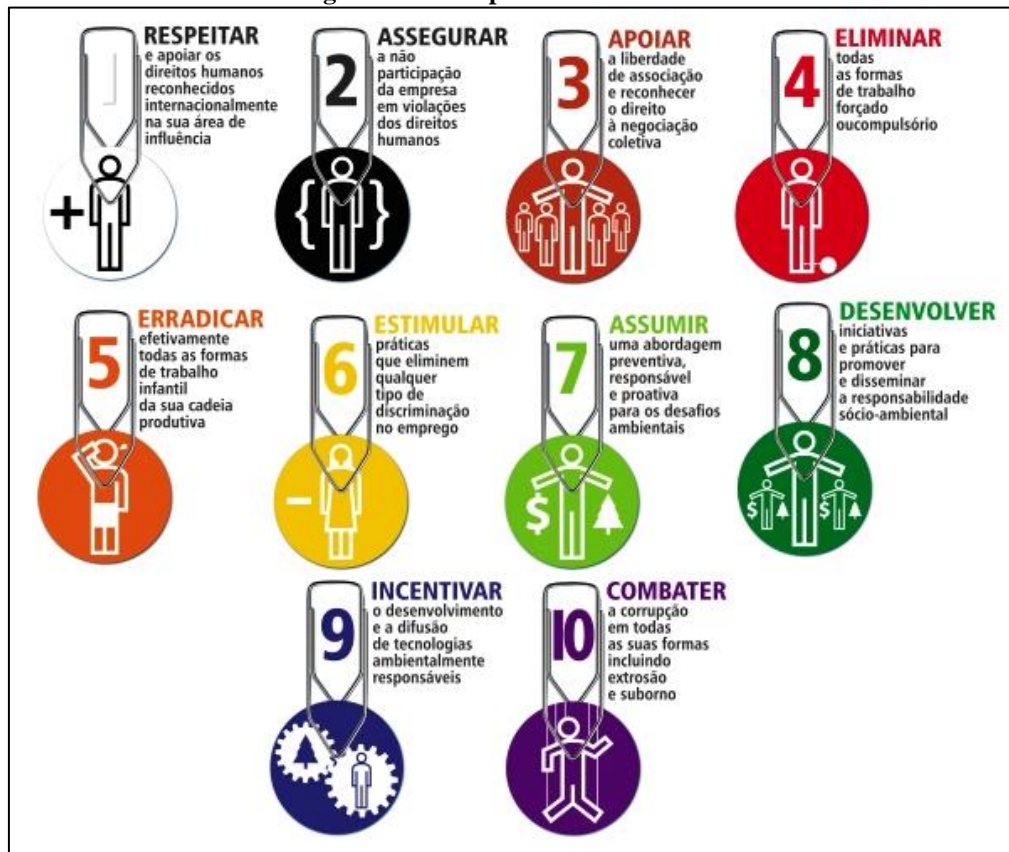 1
RESPEITAR
e apoiar os
direitos humanos
reconhecidos
internacionalmente
na sua área de
influência
2
ASSEGURAR
a não
participação
da empresa
em violações
dos direitos
humanos
3
APOIAR
a liberdade
de associação
e reconhecer
o direito
à negociação
coletiva
4
ELIMINAR
todas
as formas
de trabalho
forçado
oucompulsório
5
ERRADICAR
efetivamente
todas as formas
de trabalho
infantil
da sua cadeia
produtiva
6
ESTIMULAR
práticas
que eliminem
qualquer
tipo de
discriminação
no emprego
7
ASSUMIR
uma abordagem
preventiva,
responsável
e proativa
para os desafios
ambientais
8
DESENVOLVER
iniciativas
e práticas para
promover
e disseminar
a responsabilidade
sócio-ambiental
9
INCENTIVAR
o desenvolvimento
e a difusão
de tecnologias
ambientalmente
responsáveis
10
COMBATER
a corrupção
em todas
as suas formas
incluindo
extrosão
e suborno